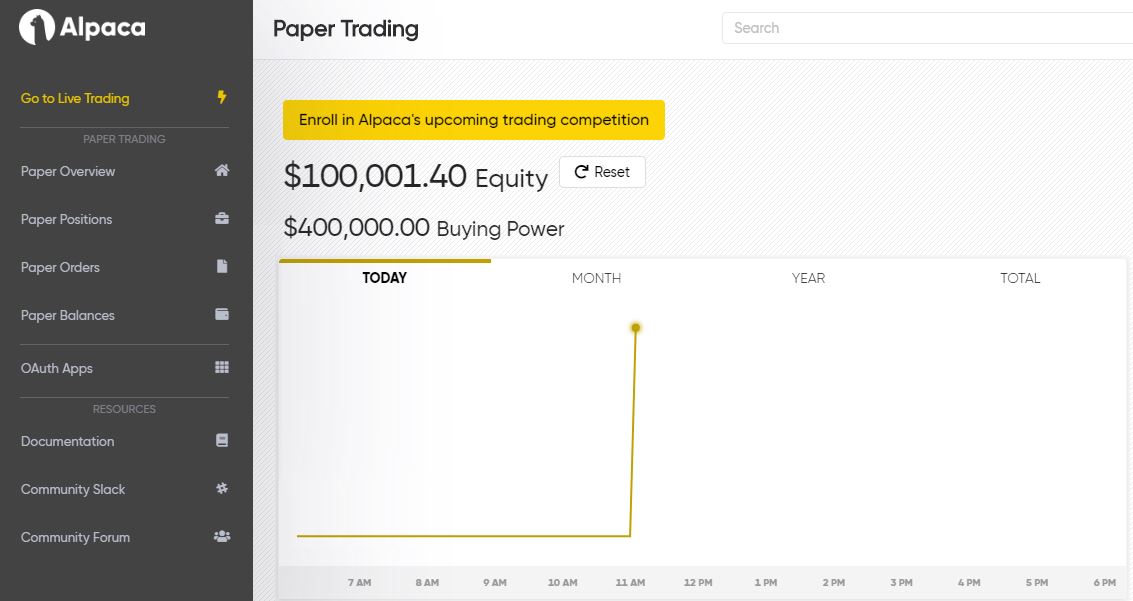 Alpaca
Paper Trading
Search
Go to Live Trading
PAPER TRADING
Paper Overview
Paper Positions
Paper Orders
Paper Balances
OAuth Apps
RESOURCES
Documentation
Community Slack
Community Forum
Enroll in Alpaca's upcoming trading competition
$100,001.40 Equity
Reset
$400,000.00 Buying Power
TODAY MONTH YEAR TOTAL
7 AM 8 AM 9 AM 10 AM 11 AM 12 PM 1 PM 2 PM 3 PM 4 PM 5 PM 6 PM